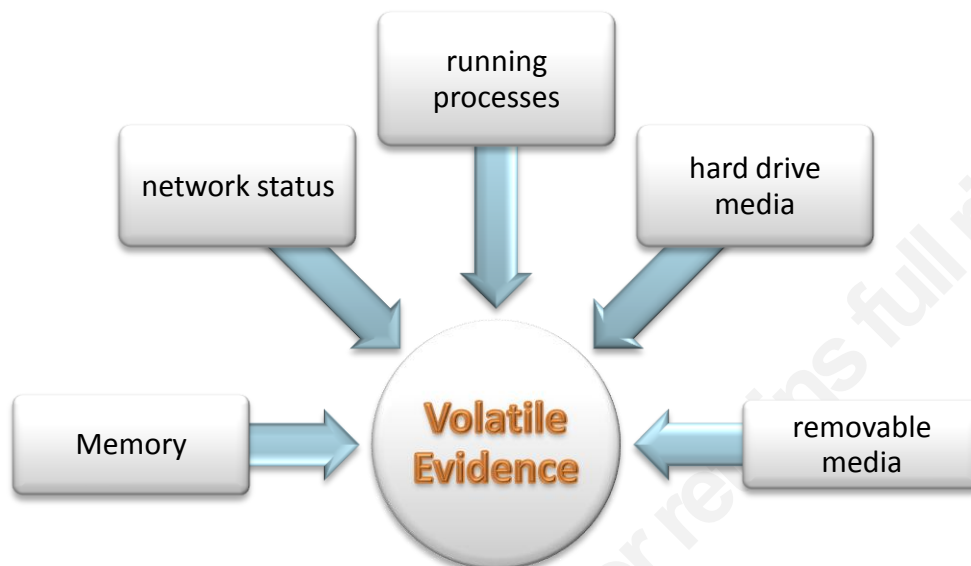 running
processes
network status
hard drive
media
Memory
Volatile
Evidence
removable
media